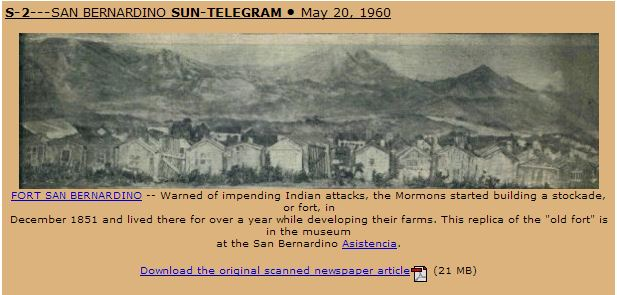 S-2---SAN BERNARDINO SUN-TELEGRAM • May 20, 1960
FORT SAN BERNARDINO -- Warned of impending Indian attacks, the Mormons started building a stockade,
or fort, in
December 1851 and lived there for over a year while developing their farms. This replica of the "old fort" is
in the museum
at the San Bernardino Asistencia.
Download the original scanned newspaper article (21 MB)